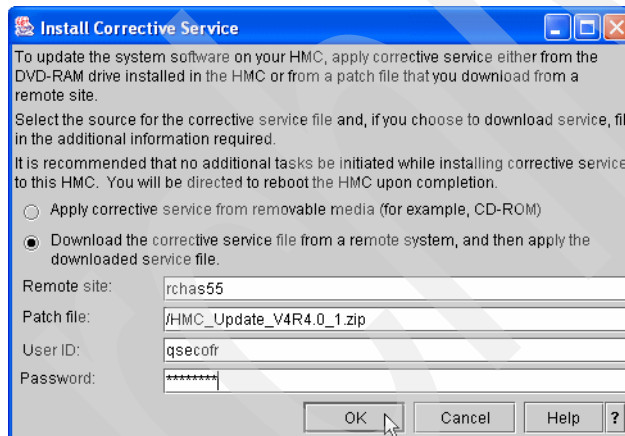 Install Corrective Service
To update the system software on your HMC, apply corrective service either from the
DVD-RAM drive installed in the HMC or from a patch file that you download from a
remote site.
Select the source for the corrective service file and, if you choose to download service, fil
in the additional information required.
It is recommended that no additional tasks be initiated while installing corrective service
to this HMC. You will be directed to reboot the HMC upon completion.
Apply corrective service from removable media (for example, CD-ROM)
Download the corrective service file from a remote system, and then apply the
downloaded service file.
Remote site: rchas55
Patch file: /HMC_Update_V4R4.0_1.zip
User ID: qsecofr
Password: ********
OK Cancel Help ?